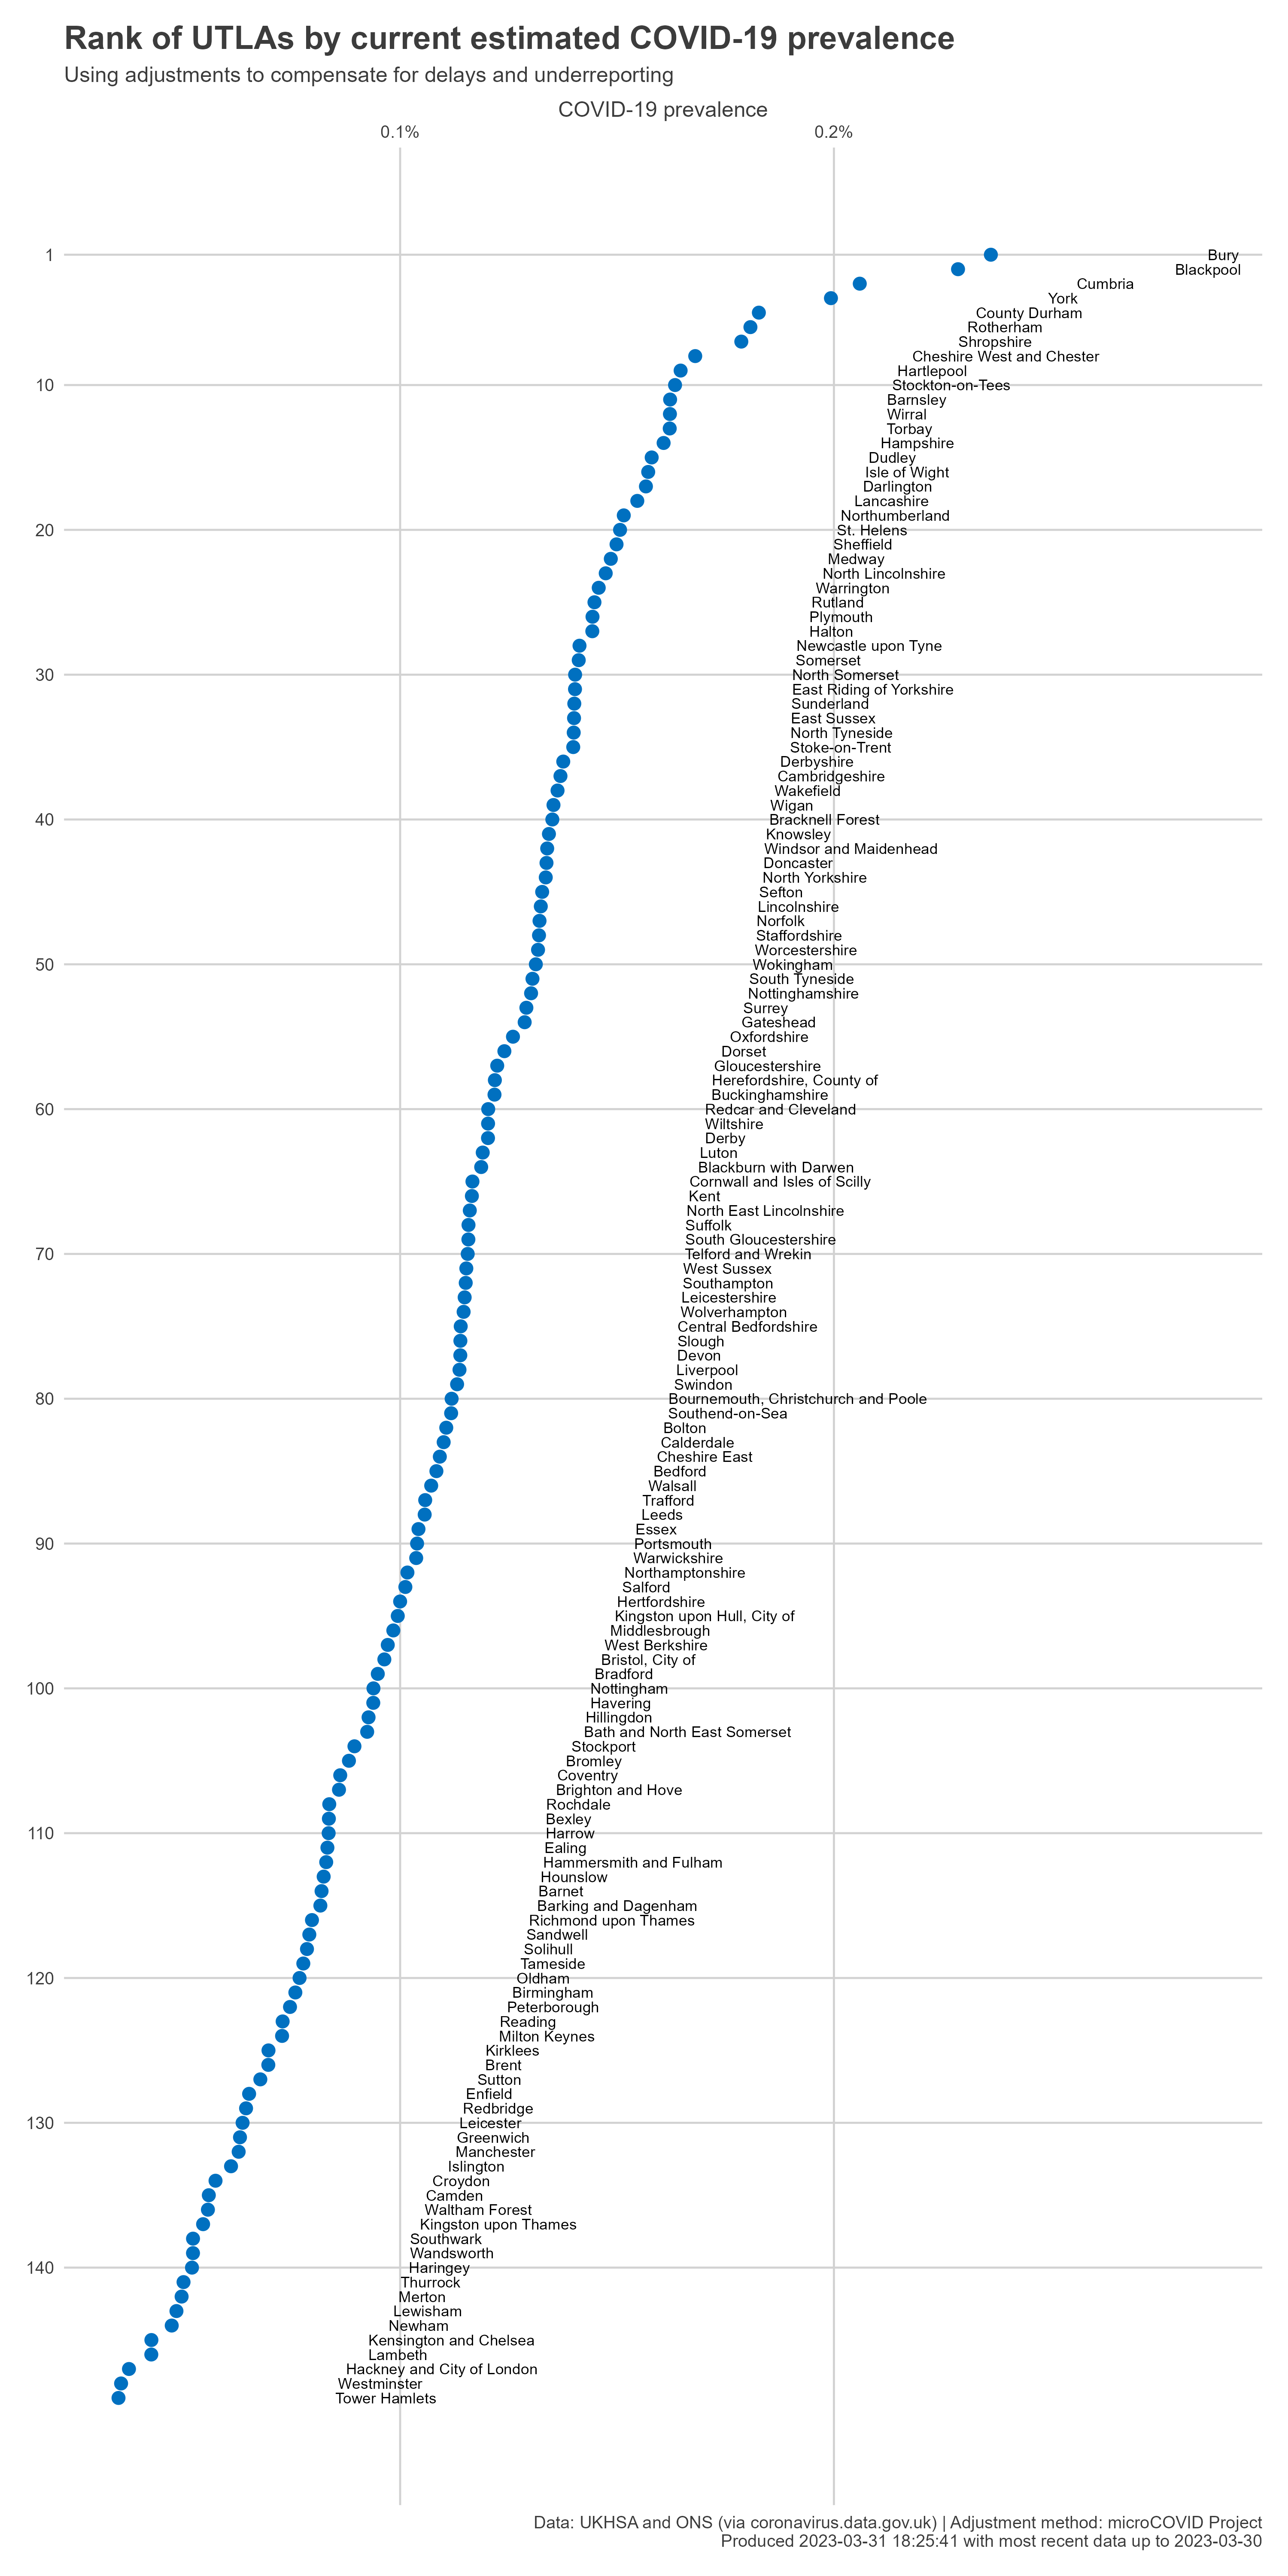 Rank of UTLAs by current estimated COVID-19 prevalence
Using adjustments to compensate for delays and underreporting
COVID-19 prevalence
0.1% 0.2%
1 Bury
Blackpool
Cumbria
York
County Durham
Rotherham
Shropshire
Cheshire West and Chester
Hartlepool
10 Stockton-on-Tees
Barnsley
Wirral
Torbay
Hampshire
Dudley
Isle of Wight
Darlington
Lancashire
Northumberland
20 St. Helens
Sheffield
Medway
North Lincolnshire
Warrington
Rutland
Plymouth
Halton
Newcastle upon Tyne
Somerset
30 North Somerset
East Riding of Yorkshire
Sunderland
East Sussex
North Tyneside
Stoke-on-Trent
Derbyshire
Cambridgeshire
Wakefield
Wigan
40 Bracknell Forest
Knowsley
Windsor and Maidenhead
Doncaster
North Yorkshire
Sefton
Lincolnshire
Norfolk
Staffordshire
Worcestershire
50 Wokingham
South Tyneside
Nottinghamshire
Surrey
Gateshead
Oxfordshire
Dorset
Gloucestershire
Herefordshire, County of
Buckinghamshire
60 Redcar and Cleveland
Wiltshire
Derby
Luton
Blackburn with Darwen
Cornwall and Isles of Scilly
Kent
North East Lincolnshire
Suffolk
South Gloucestershire
70 Telford and Wrekin
West Sussex
Southampton
Leicestershire
Wolverhampton
Central Bedfordshire
Slough
Devon
Liverpool
Swindon
80 Bournemouth, Christchurch and Poole
Southend-on-Sea
Bolton
Calderdale
Cheshire East
Bedford
Walsall
Trafford
Leeds
Essex
90 Portsmouth
Warwickshire
Northamptonshire
Salford
Hertfordshire
Kingston upon Hull, City of
Middlesbrough
West Berkshire
Bristol, City of
Bradford
100 Nottingham
Havering
Hillingdon
Bath and North East Somerset
Stockport
Bromley
Coventry
Brighton and Hove
Rochdale
Bexley
110 Harrow
Ealing
Hammersmith and Fulham
Hounslow
Barnet
Barking and Dagenham
Richmond upon Thames
Sandwell
Solihull
Tameside
120 Oldham
Birmingham
Peterborough
Reading
Milton Keynes
Kirklees
Brent
Sutton
Enfield
Redbridge
130 Leicester
Greenwich
Manchester
Islington
Croydon
Camden
Waltham Forest
Kingston upon Thames
Southwark
Wandsworth
140 Haringey
Thurrock
Merton
Lewisham
Newham
Kensington and Chelsea
Lambeth
Hackney and City of London
Westminster
Tower Hamlets
Data: UKHSA and ONS (via coronavirus.data.gov.uk) | Adjustment method: microCOVID Project
Produced 2023-03-31 18:25:41 with most recent data up to 2023-03-30